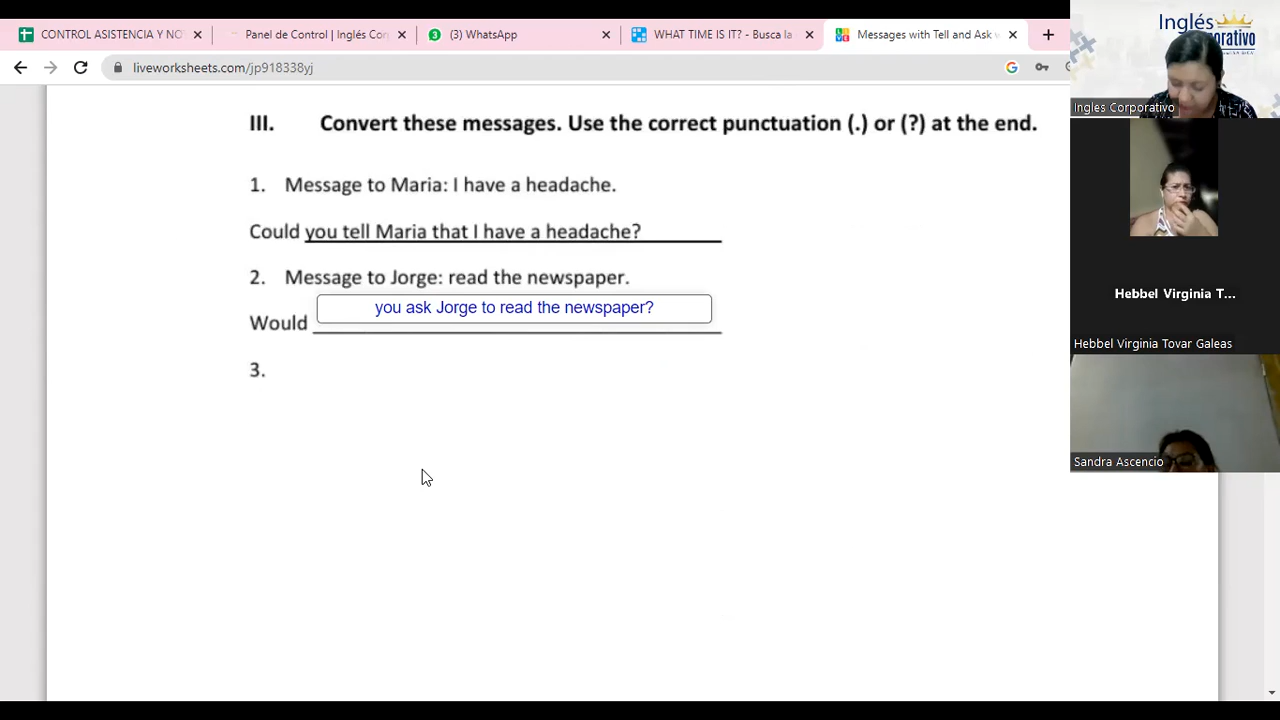 CONTROL ASISTENCIA Y NO
Panel de Control | Inglés Cor
(3) WhatsApp
WHAT TIME IS IT? - Busca
Messages with Tell and Ask
liveworksheets.com/jp918338yj
Inglés
orporativo
Ingles Corporativo
III. Convert these messages. Use the correct punctuation (.) or (?) at the end.
1. Message to Maria: I have a headache.
Could you tell Maria that I have a headache?
2. Message to Jorge: read the newspaper.
you ask Jorge to read the newspaper?
Would
3.
Hebbel Virginia T...
Hebbel Virginia Tovar Galeas
Sandra Ascencio